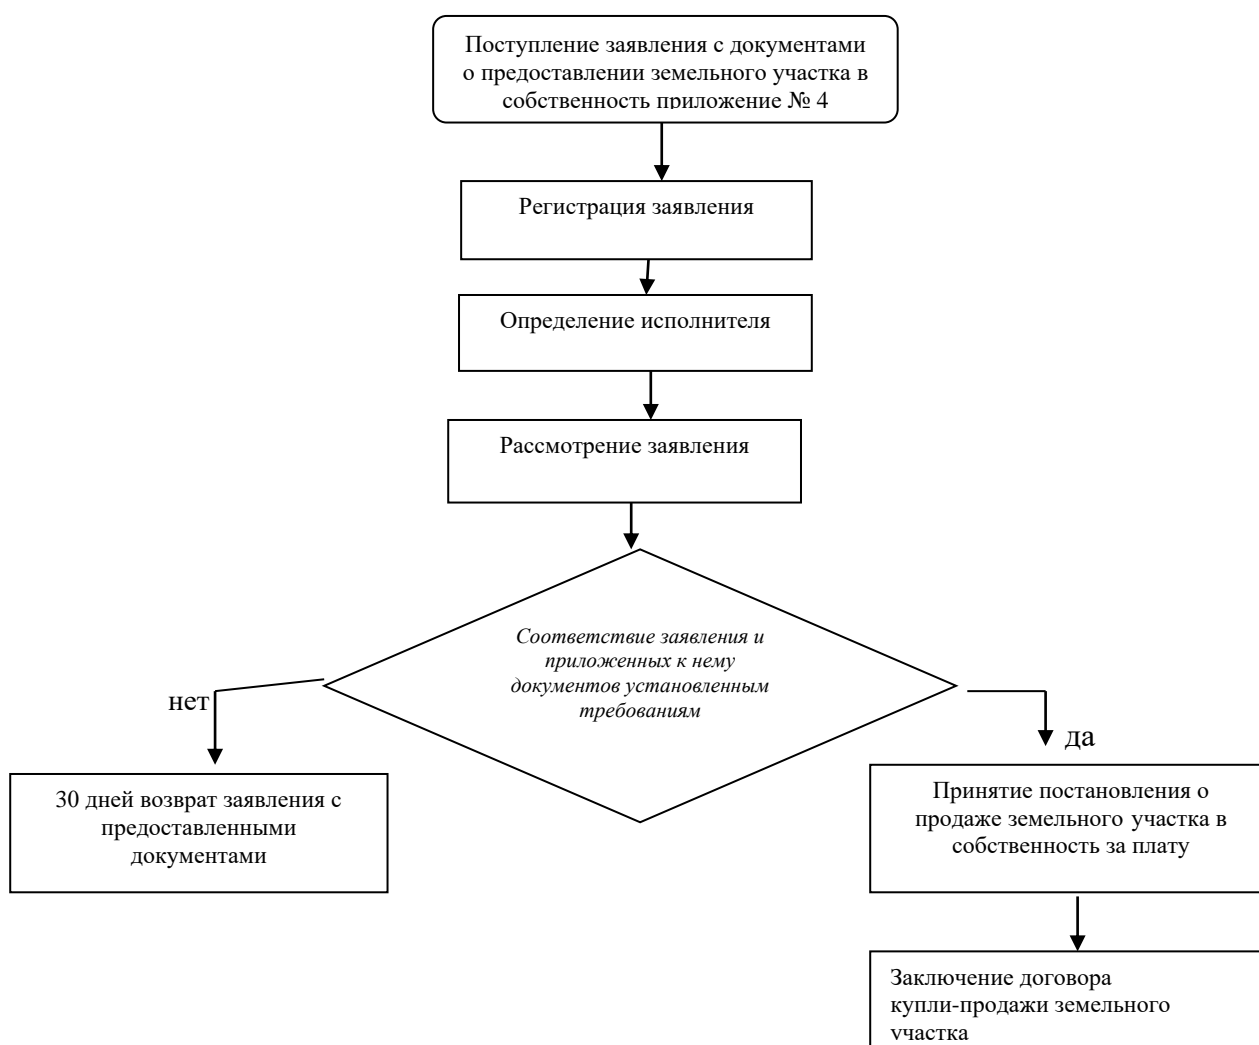 Поступление заявления с документами
о предоставлении земельного участка в
собственность приложение № 4
Регистрация заявления
Определение исполнителя
Рассмотрение заявления
Соответствие заявления и
приложенных к нему
документов установленным
требованиям
нет
да
30 дней возврат заявления с
предоставленными
документами
Принятие постановления о
продаже земельного участка в
собственность за плату
Заключение договора
купли-продажи земельного
участка